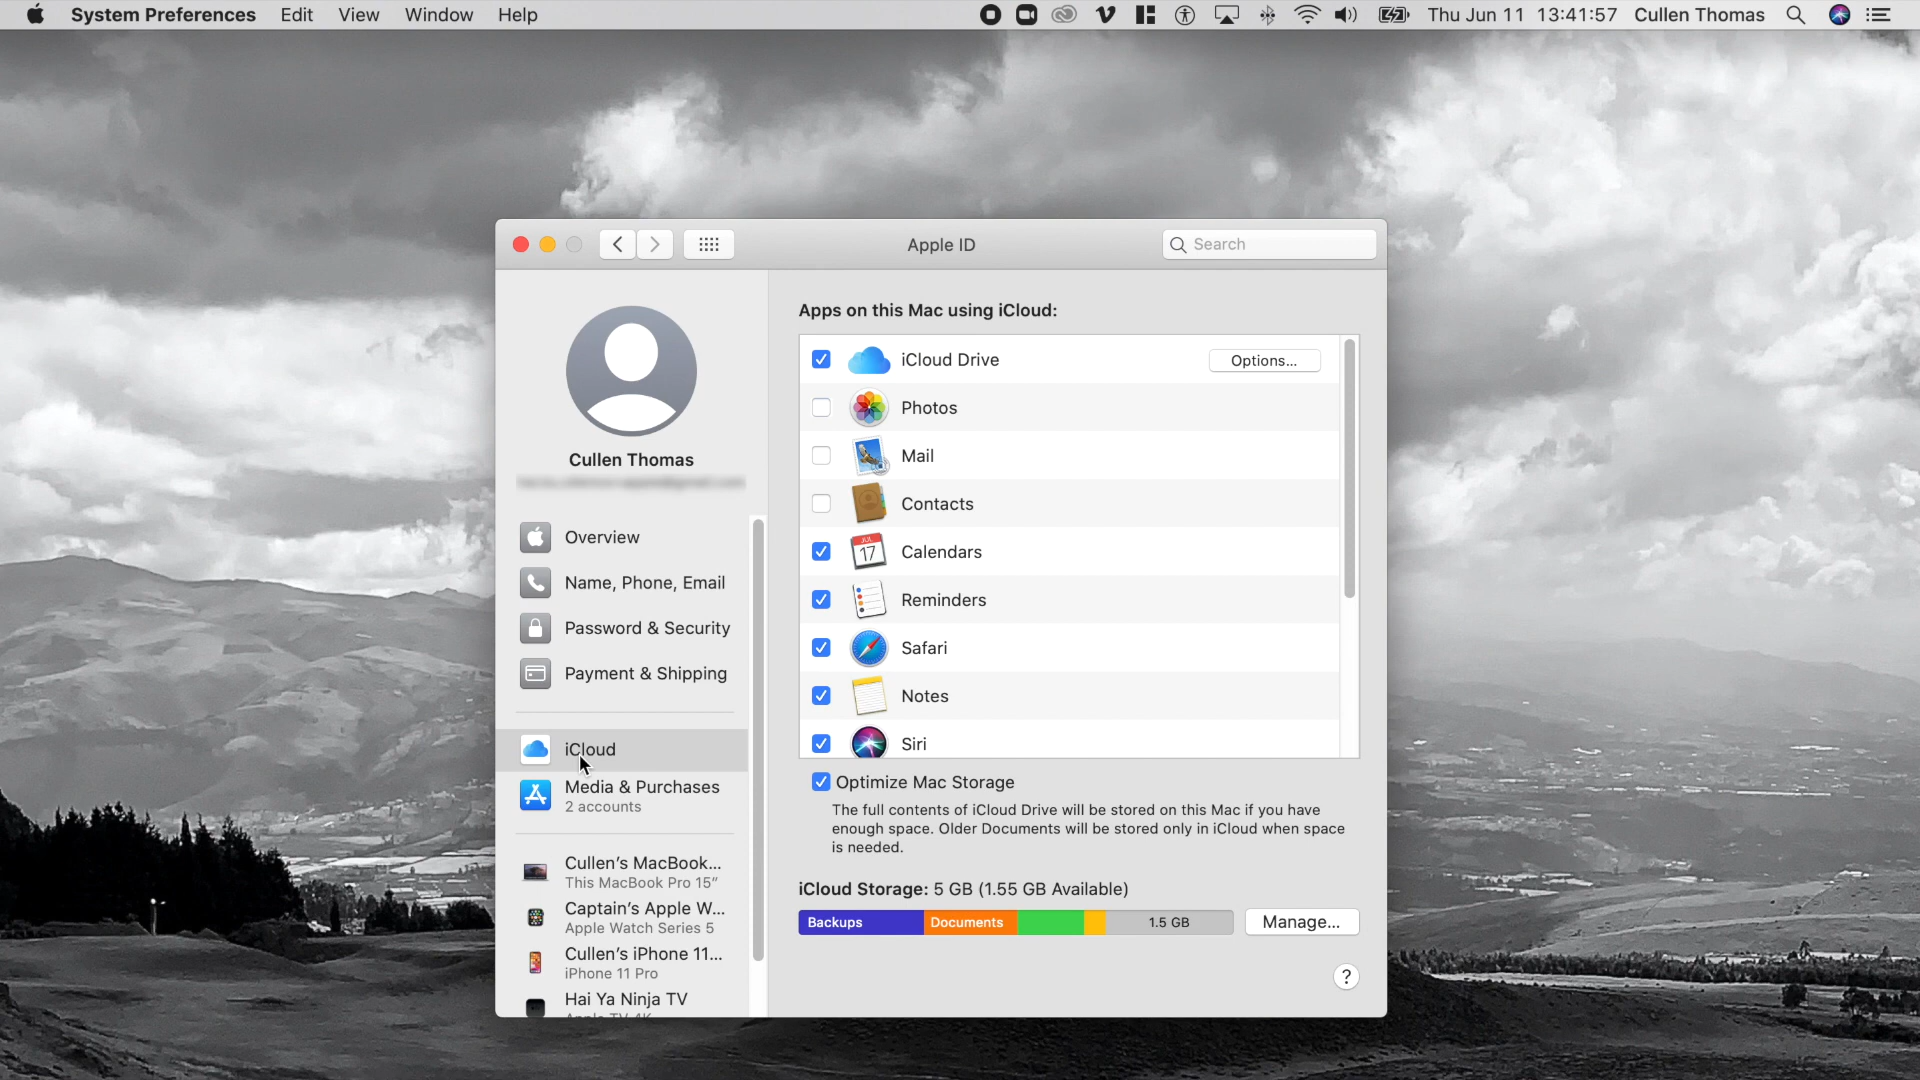 System Preferences Edit View Window Help Thu Jun 11 13:41:57 Cullen Thomas
Apple ID
Search
Cullen Thomas
Overview
Name, Phone, Email
Password & Security
Payment & Shipping
iCloud
Media & Purchases
2 accounts
Cullen's MacBook...
This MacBook Pro 15"
Captain's Apple W...
Apple Watch Series 5
Cullen's iPhone 11...
iPhone 11 Pro
Hai Ya Ninja TV
Apple TV 4K
Apps on this Mac using iCloud:
iCloud Drive Options...
Photos
Mail
Contacts
JUL
17
Calendars
Reminders
Safari
Notes
Siri
Optimize Mac Storage
The full contents of iCloud Drive will be stored on this Mac if you have
enough space. Older Documents will be stored only in iCloud when space
is needed.
iCloud Storage: 5 GB (1.55 GB Available)
Backups Documents 1.5 GB Manage...
?